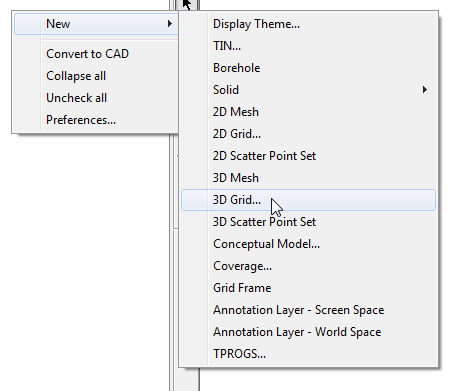 New
Convert to CAD
Collapse all
Uncheck all
Preferences...
Display Theme...
TIN...
Borehole
Solid
2D Mesh
2D Grid...
2D Scatter Point Set
3D Mesh
3D Grid...
3D Scatter Point Set
Conceptual Model...
Coverage...
Grid Frame
Annotation Layer - Screen Space
Annotation Layer - World Space
TPROGS...